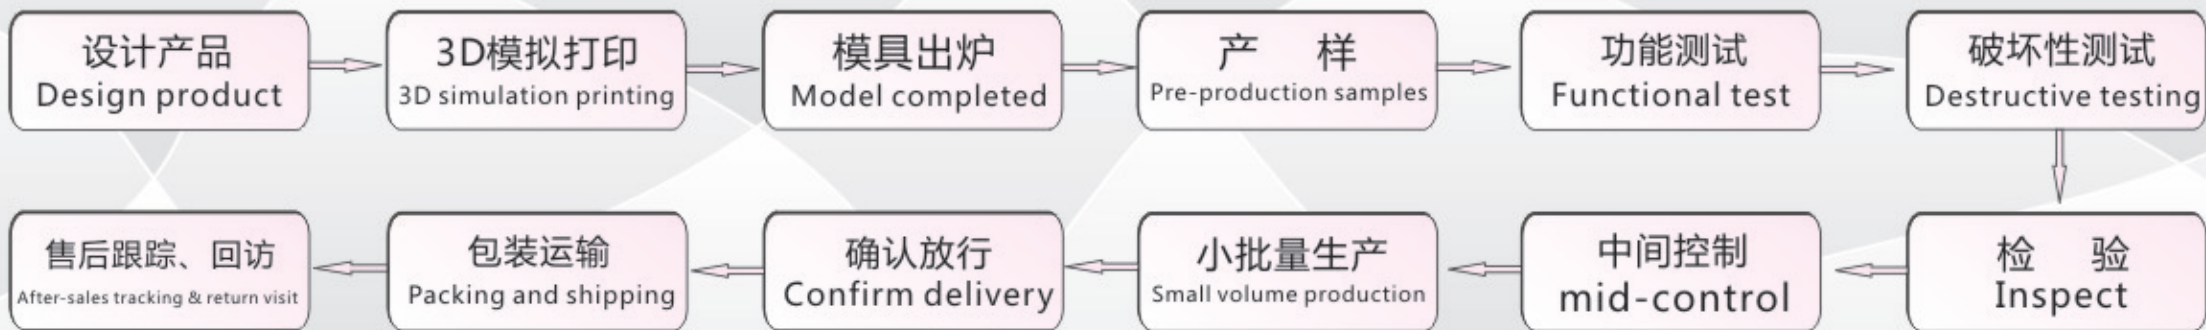 设计产品
Design product
3D模拟打印
3D simulation printing
模具出炉
Model completed
产 样
Pre-production samples
功能测试
Functional test
破坏性测试
Destructive testing
检 验
Inspect
中间控制
mid-control
小批量生产
Small volume production
确认放行
Confirm delivery
包装运输
Packing and shipping
售后跟踪、回访
After-sales tracking & return visit